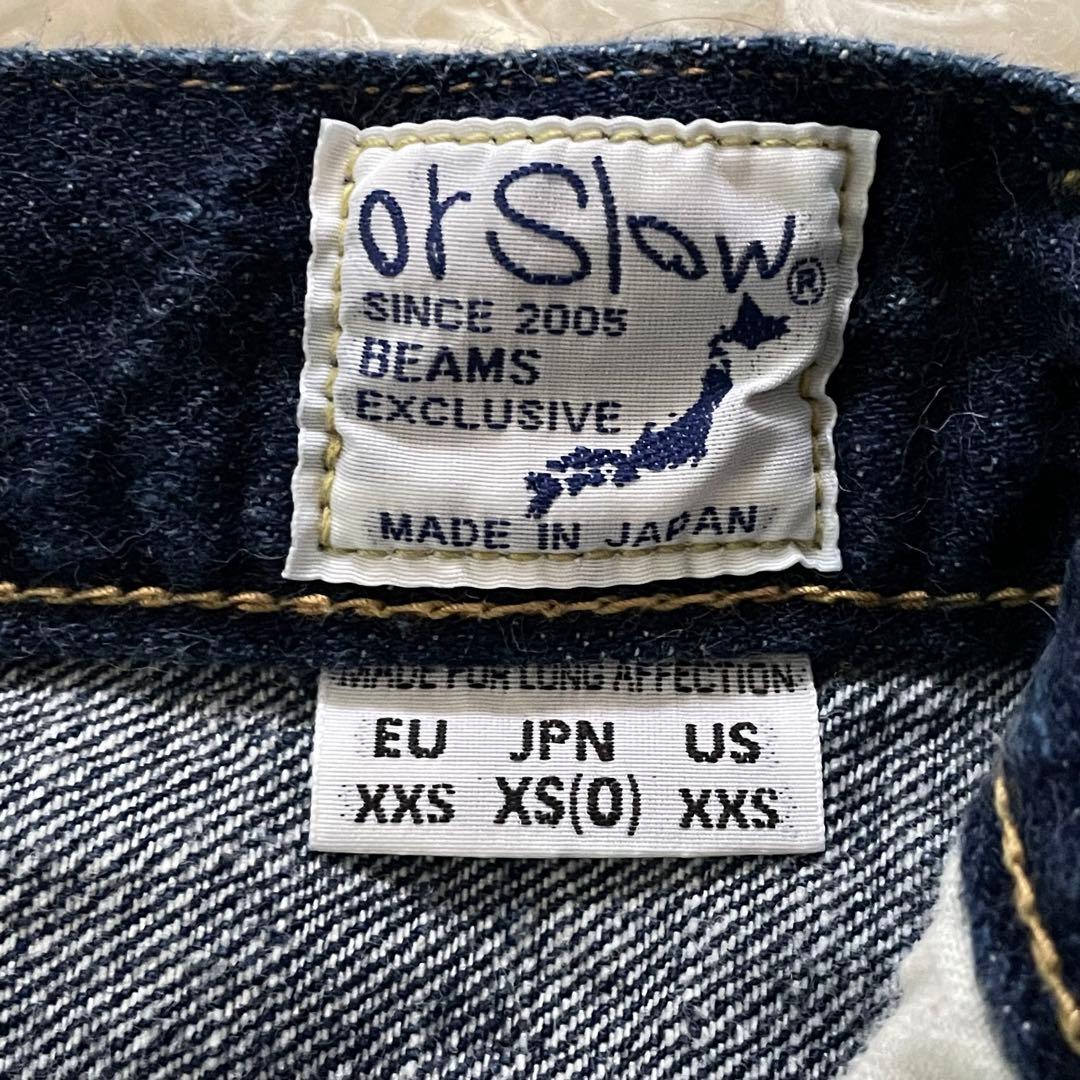 orSlow®
SINCE 2005
BEAMS
EXCLUSIVE
MADE IN JAPAN
MADE FOR LONG AFFECTION
EU JPN US
XXS XS(0) XXS